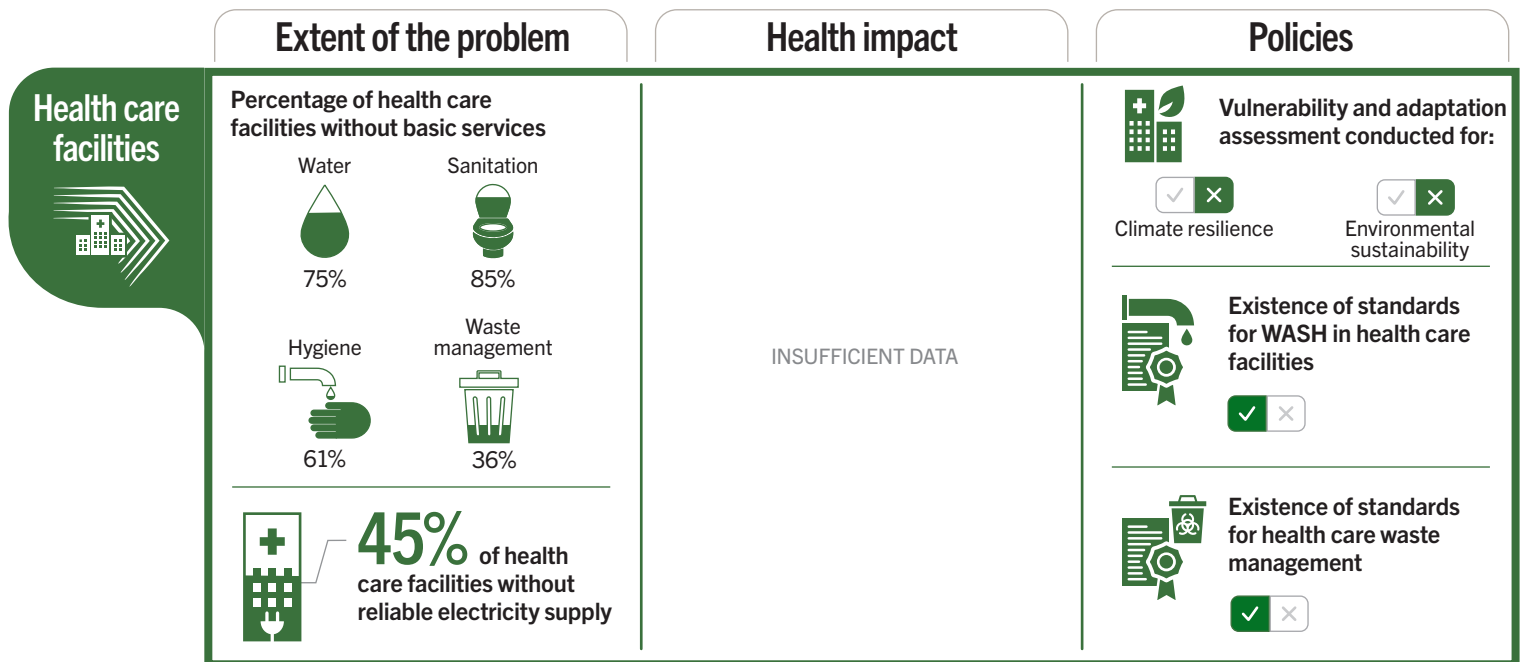 Extent of the problem
Health impact
Policies
Health care
facilities
Percentage of health care
facilities without basic services
Water
Sanitation
75%
85%
Hygiene
Waste
management
61%
36%
45% of health
care facilities without
reliable electricity supply
INSUFFICIENT DATA
Vulnerability and adaptation
assessment conducted for:
Climate resilience
Environmental
sustainability
Existence of standards
for WASH in health care
facilities
Existence of standards
for health care waste
management